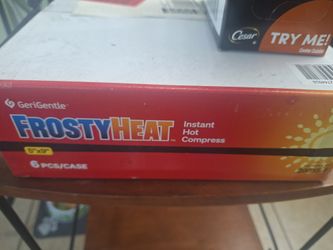 Cesar
TRY ME!
GeriGentle
FROSTYHEAT
Instant
Hot
Compress
5"x9"
6 PCS/CASE